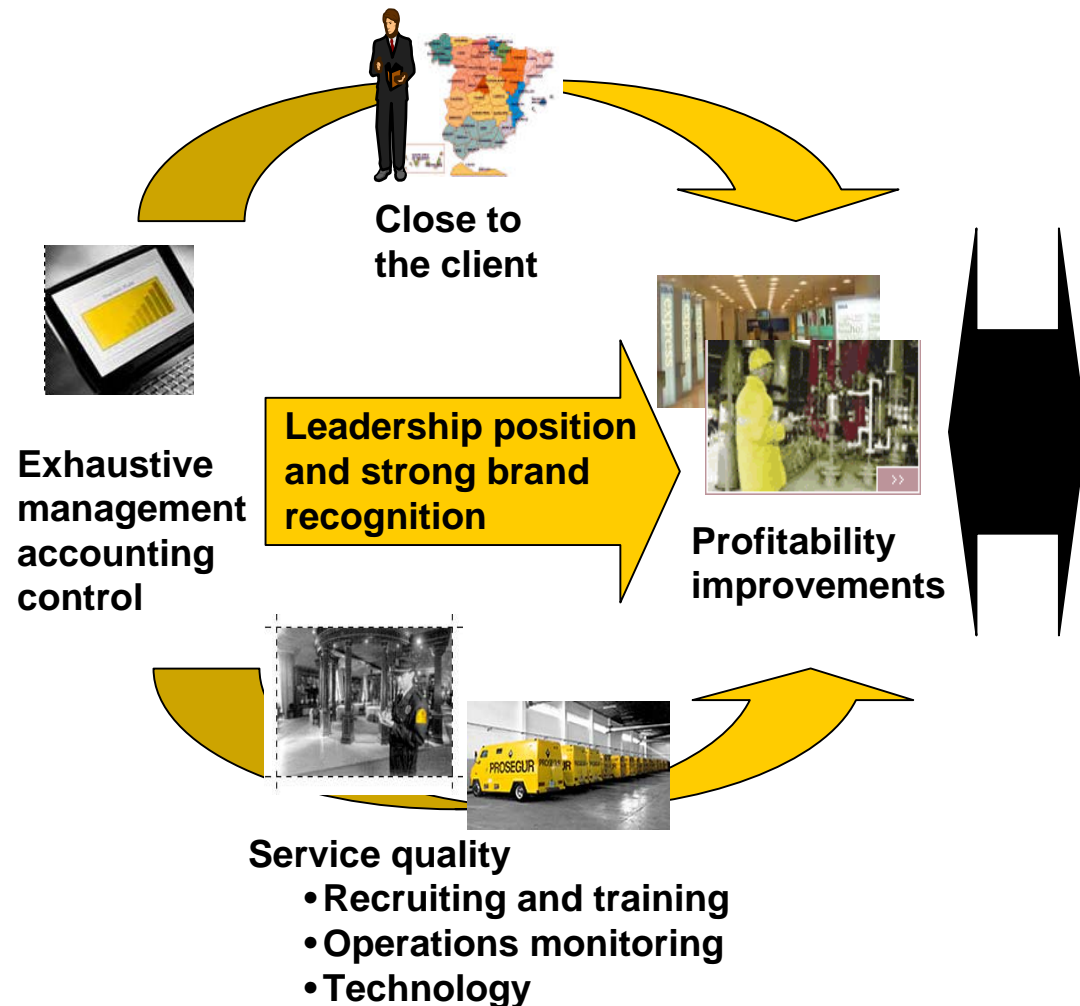 Close to
the client
Exhaustive
management
accounting
control
Leadership position
and strong brand
recognition
>>
Profitability
improvements
PROSEGUR
Service quality
•Recruiting and training
•Operations monitoring
•Technology